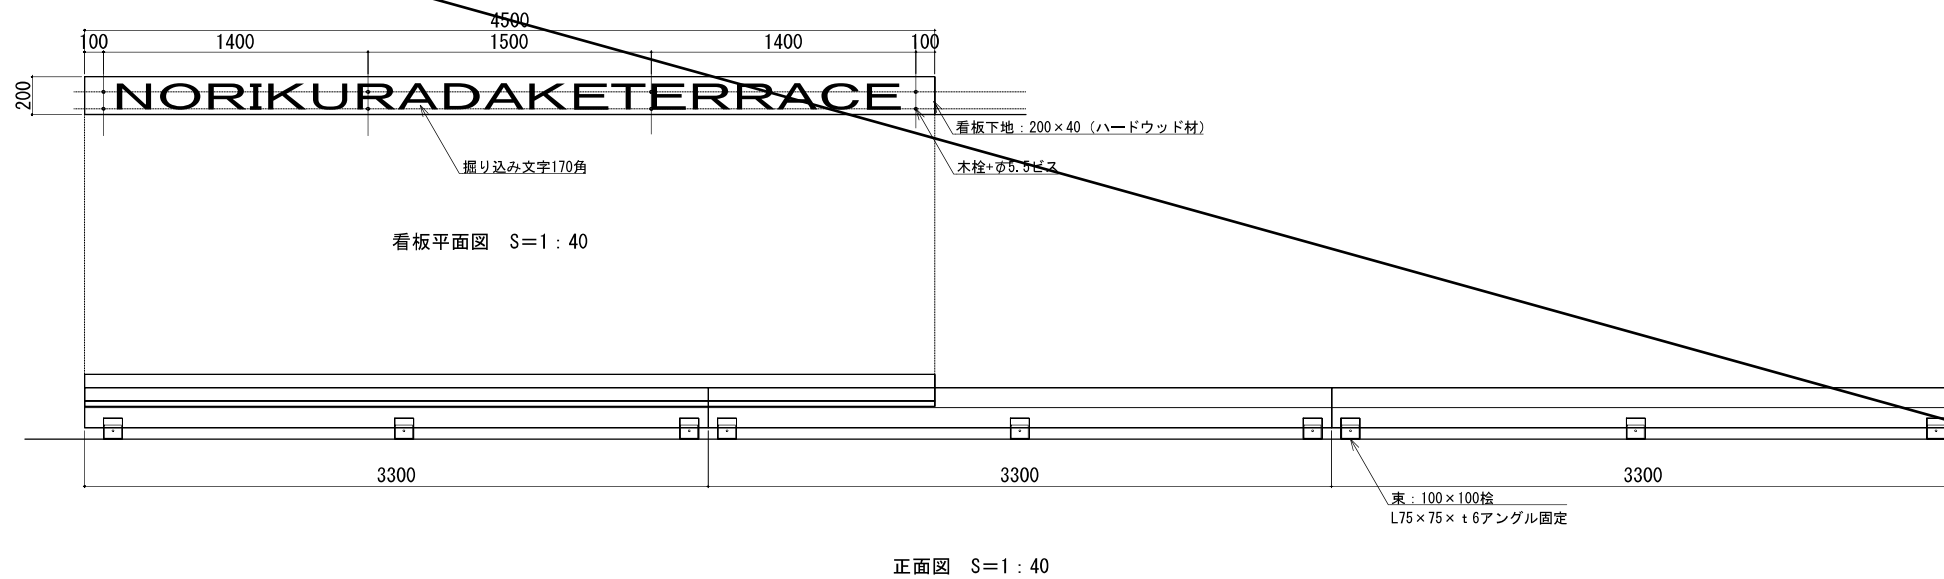 4500
100 1400 1500 1400 100
200
NORIKURADAKETERRACE
看板下地：200×40（ハードウッド材）
掘り込み文字170角
木栓+φ5.5ビス
看板平面図　S＝1：40
3300 3300 3300
束：100×100桧
L75×75×ｔ6アングル固定
正面図　S＝1：40